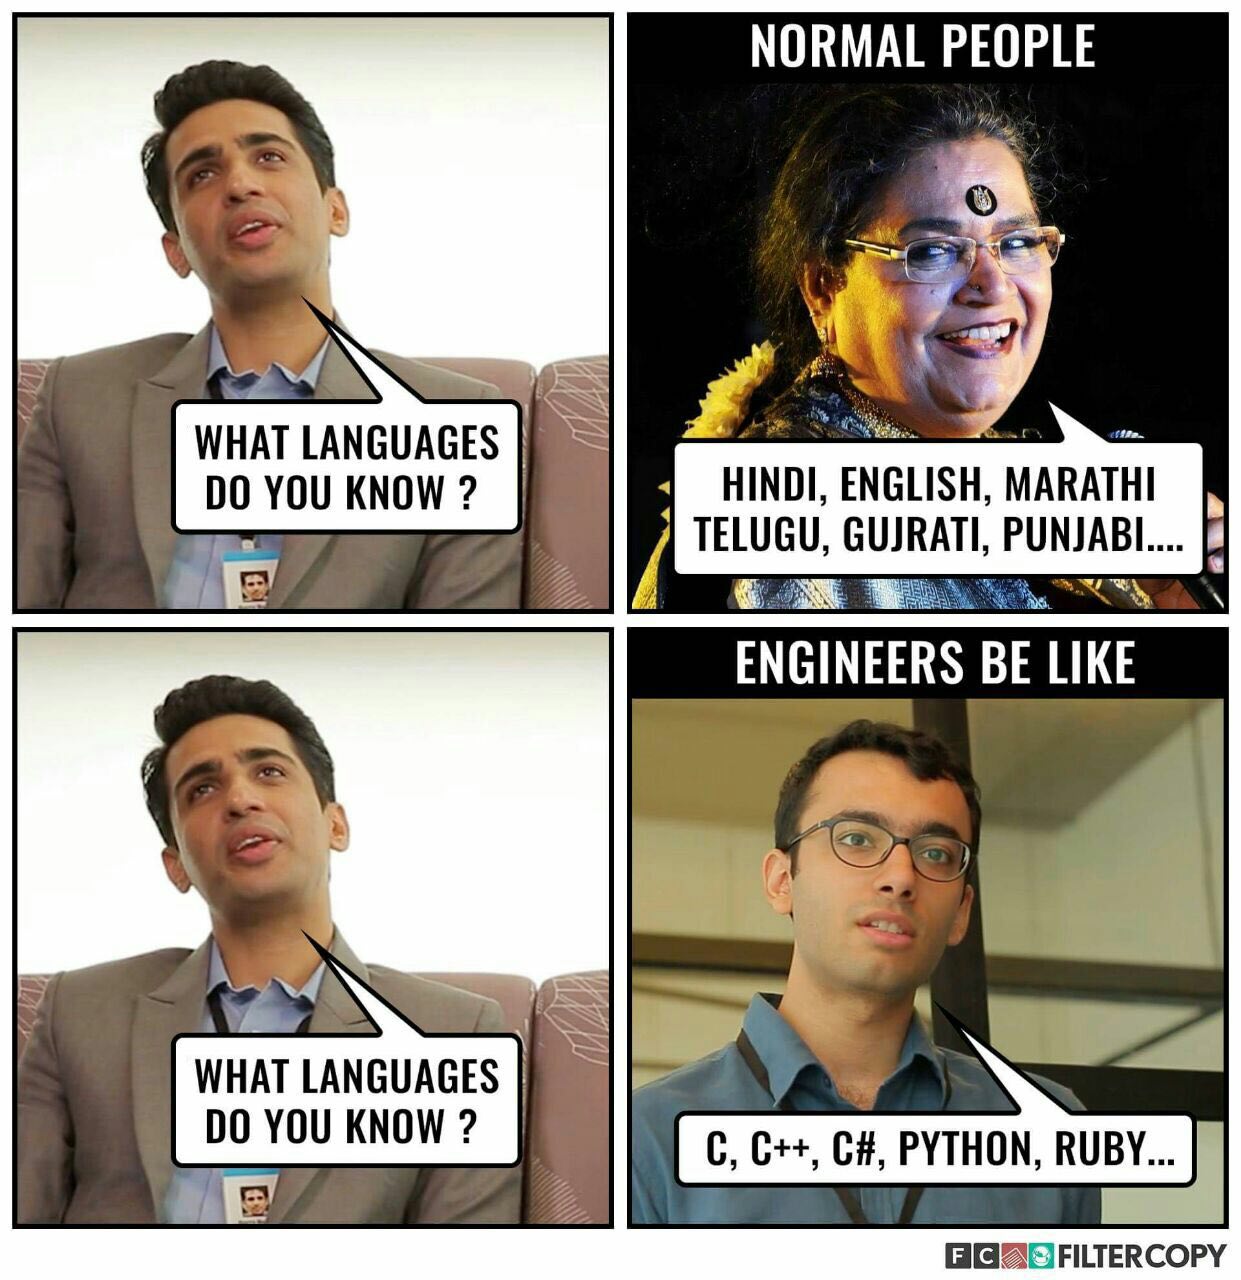 WHAT LANGUAGES
DO YOU KNOW ?
NORMAL PEOPLE
HINDI, ENGLISH, MARATHI
TELUGU, GUJRATI, PUNJABI....
WHAT LANGUAGES
DO YOU KNOW ?
ENGINEERS BE LIKE
C, C++, C#, PYTHON, RUBY...
FC FILTERCOPY